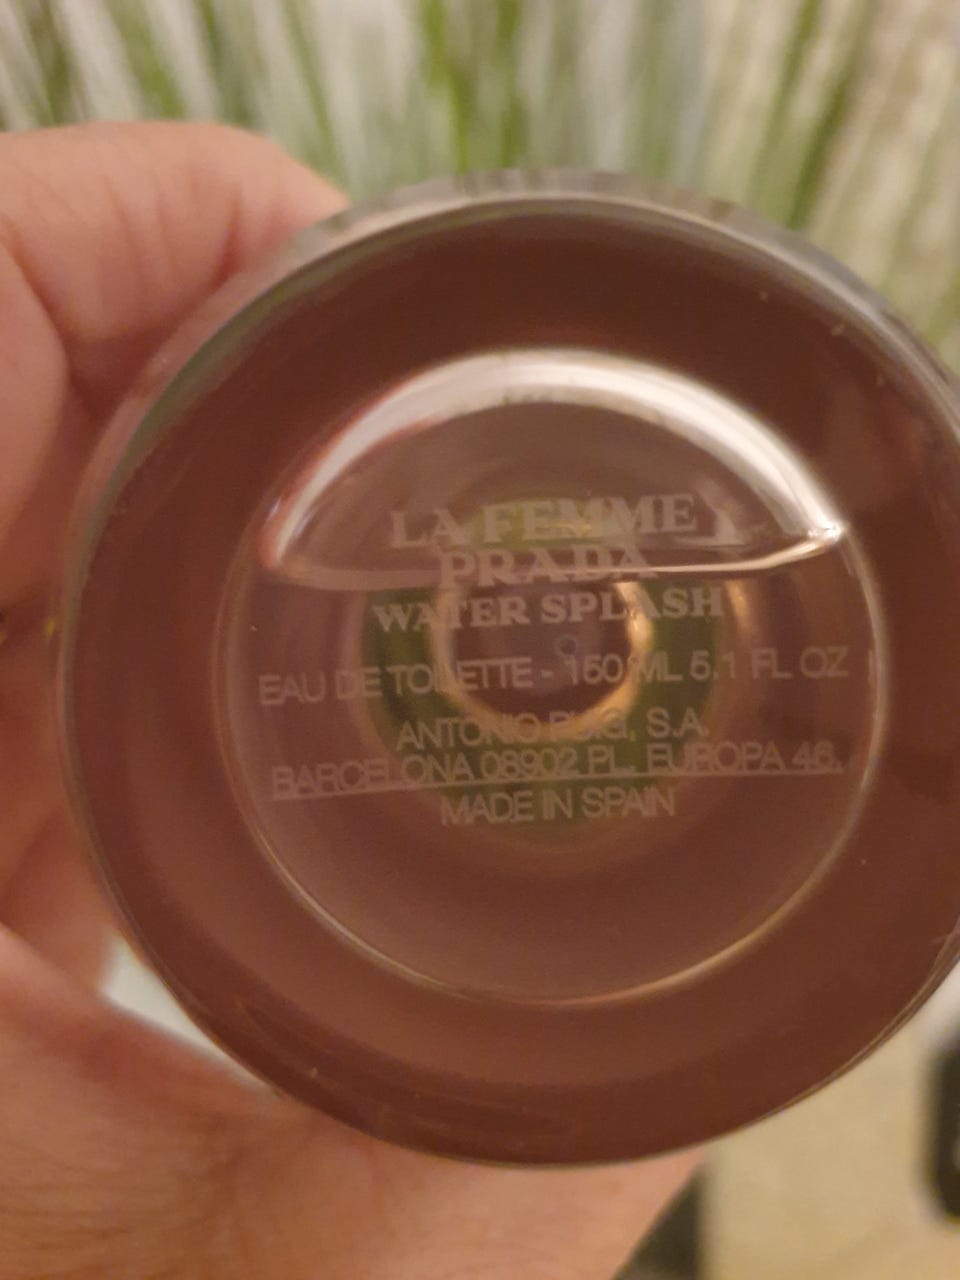 LA FEMME
PRADA
WATER SPLASH
EAU DE TOILETTE - 150 ML 5.1 FL OZ
ANTONIO PUIG, S.A.
BARCELONA 08902 PL. EUROPA 46.
MADE IN SPAIN